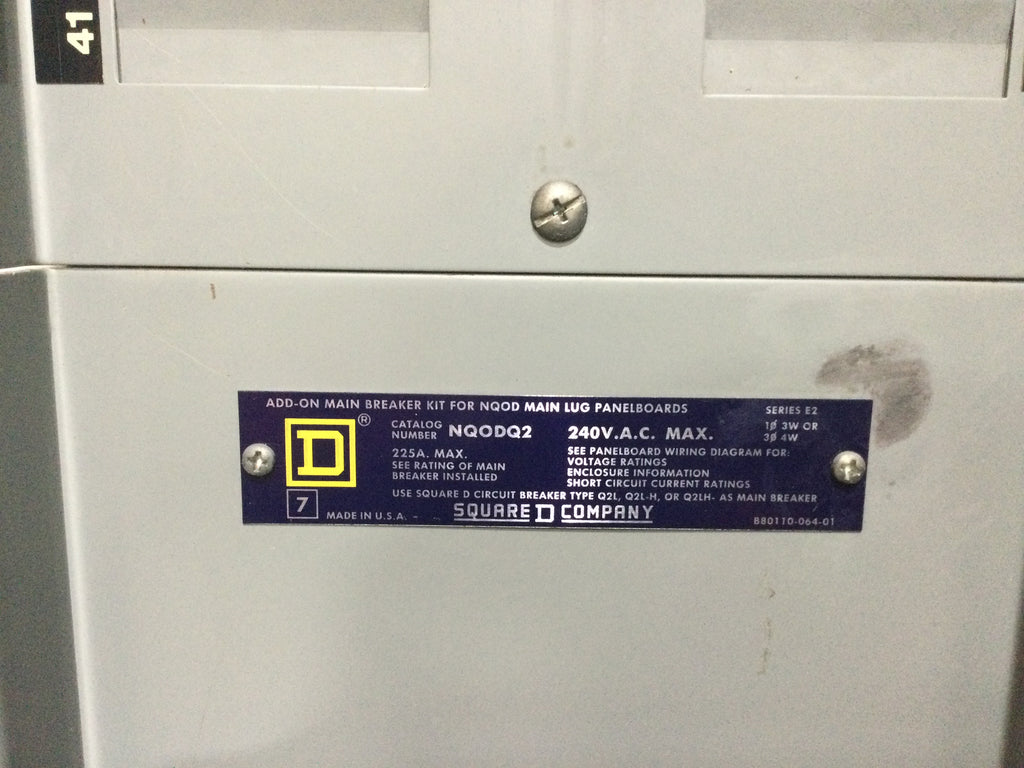 41
ADD-ON MAIN BREAKER KIT FOR NQOD MAIN LUG PANELBOARDS
SERIES E2
D ®
CATALOG NUMBER NQODQ2
240V.A.C. MAX.
1Ø 3W OR
3Ø 4W
225A. MAX.
SEE RATING OF MAIN
BREAKER INSTALLED
SEE PANELBOARD WIRING DIAGRAM FOR:
VOLTAGE RATINGS
ENCLOSURE INFORMATION
SHORT CIRCUIT CURRENT RATINGS
USE SQUARE D CIRCUIT BREAKER TYPE Q2L, Q2L-H, OR Q2LH- AS MAIN BREAKER
7
MADE IN U.S.A.
SQUARE D COMPANY
B80110-064-01